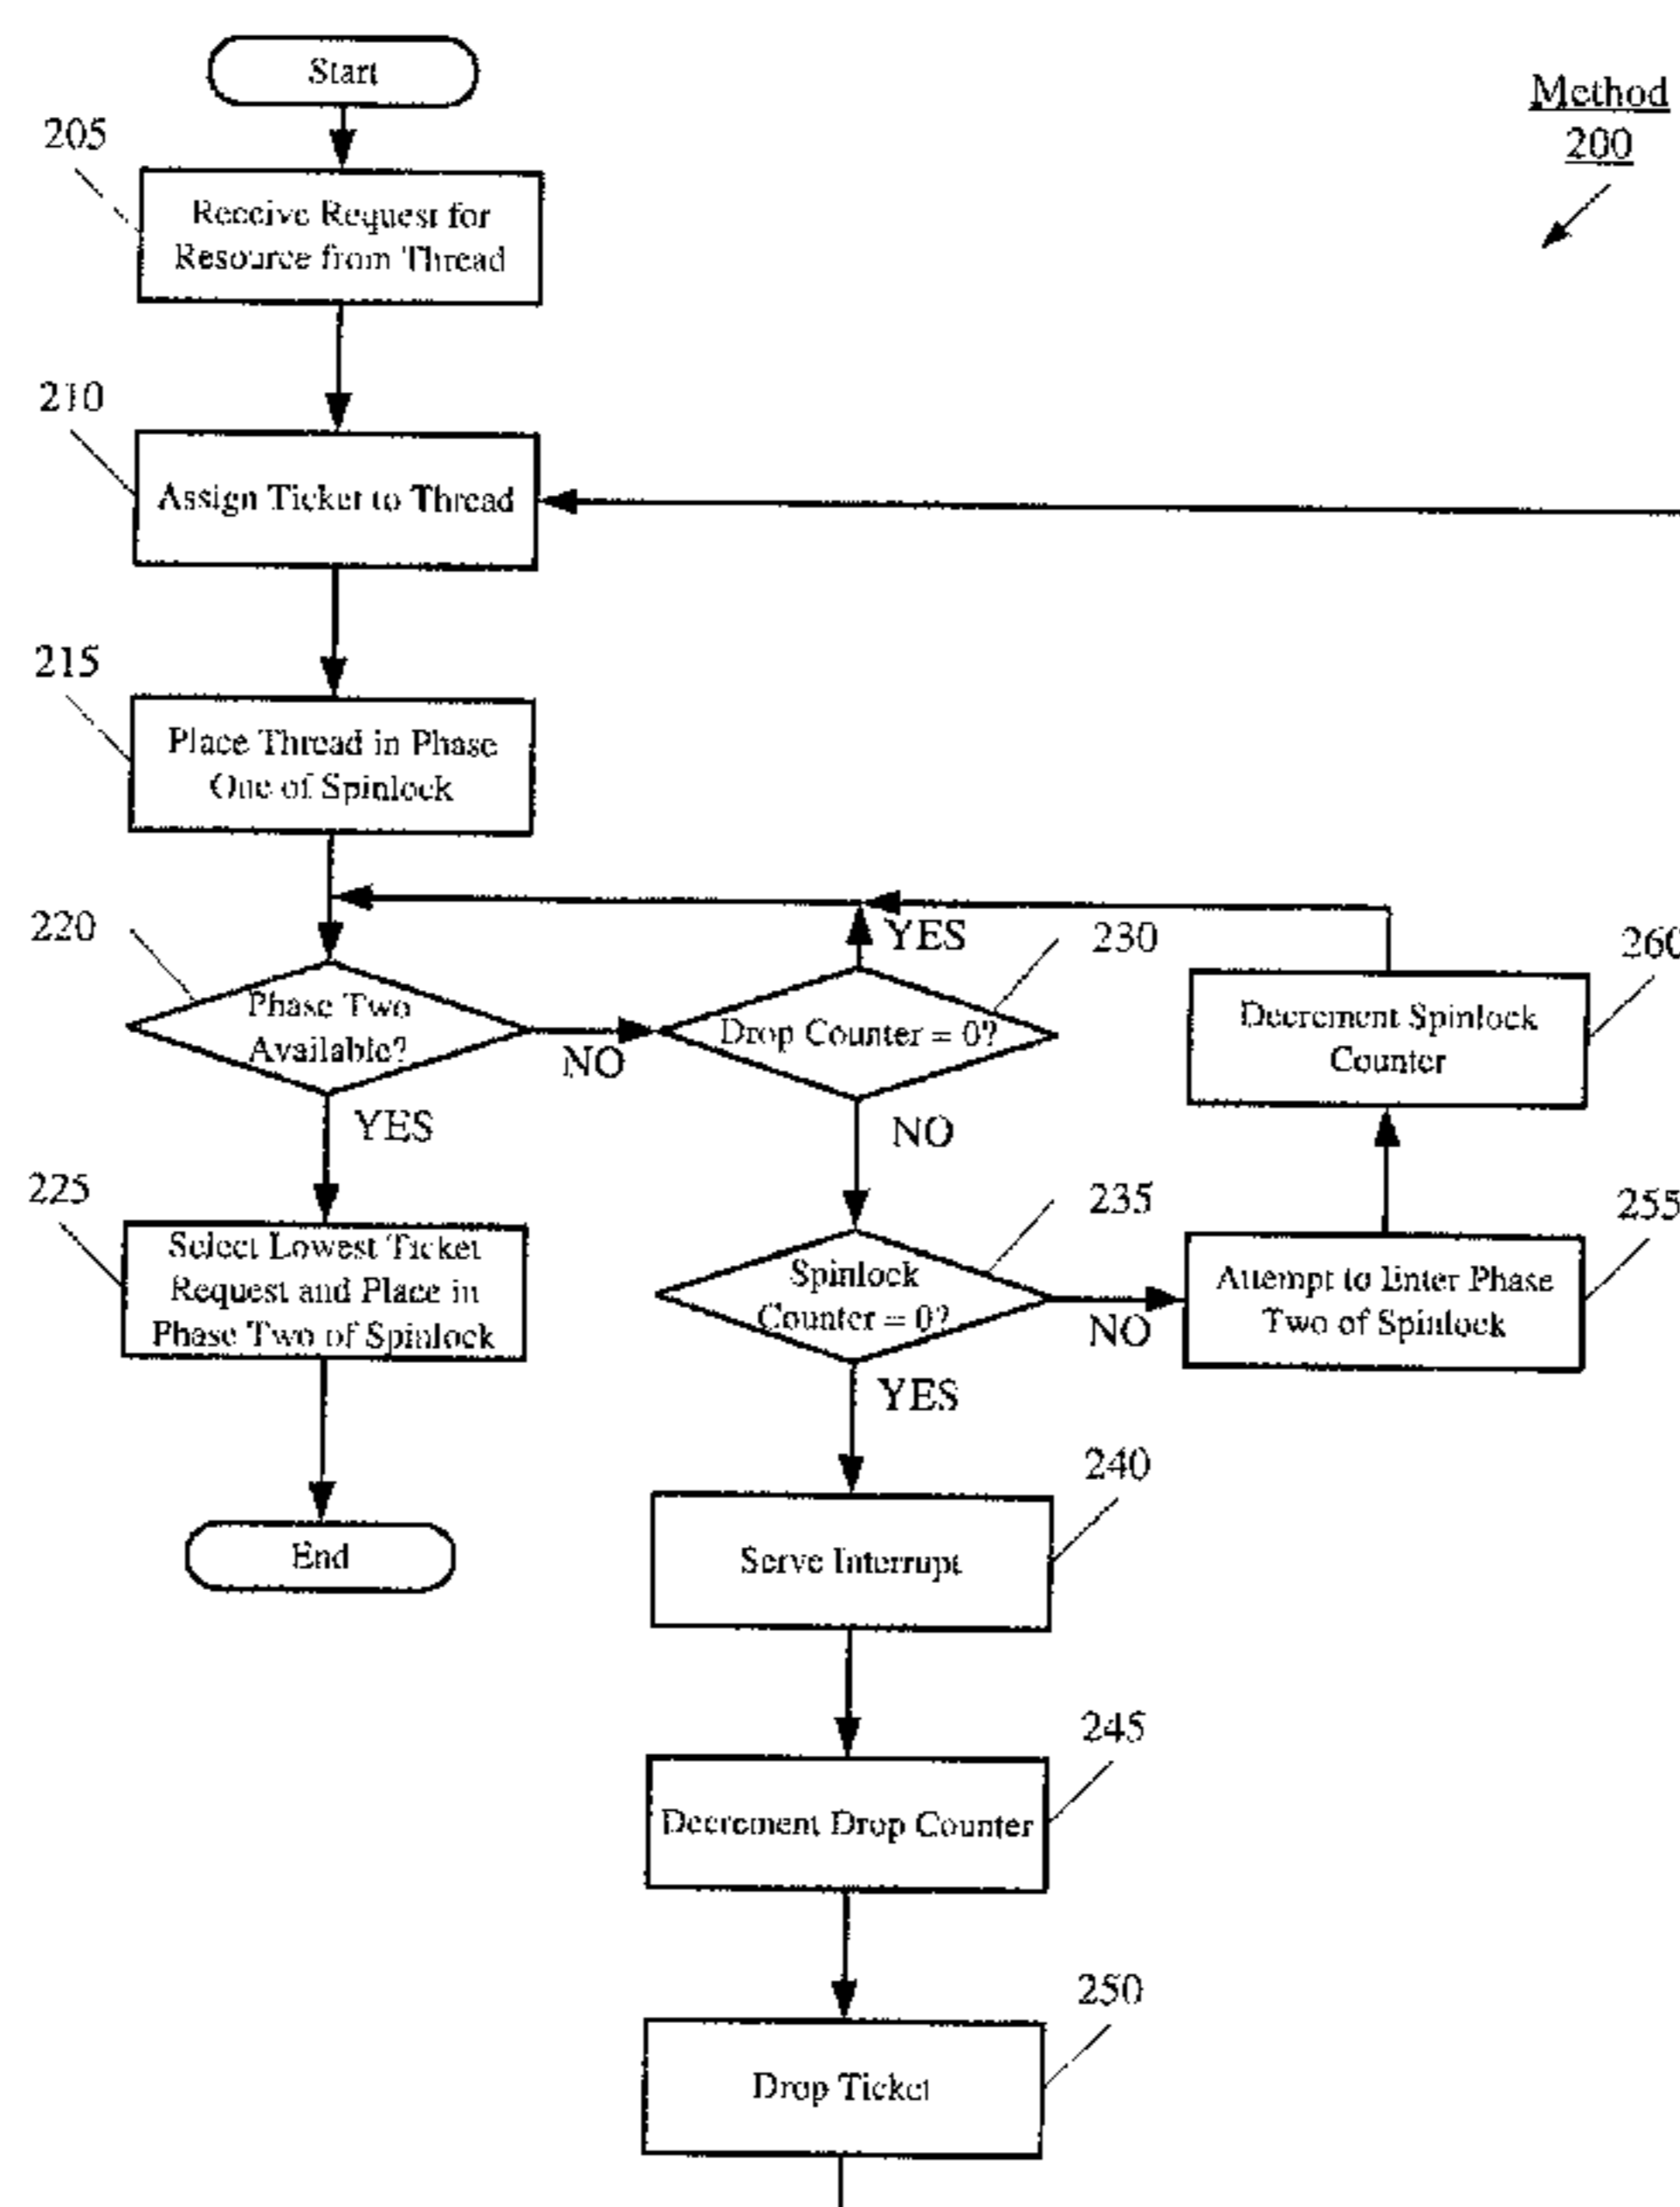 Start
Method
200
205
Receive Request for
Resource from Thread
210
Assign Ticket to Thread
215
Place Thread in Phase
One of Spinlock
220
Phase Two
Available?
NO
YES
230
Drop Counter = 0?
YES
NO
260
Decrement Spinlock
Counter
225
Select Lowest Ticket
Request and Place in
Phase Two of Spinlock
235
Spinlock
Counter = 0?
NO
YES
255
Attempt to Enter Phase
Two of Spinlock
End
240
Serve Interrupt
245
Decrement Drop Counter
250
Drop Ticket